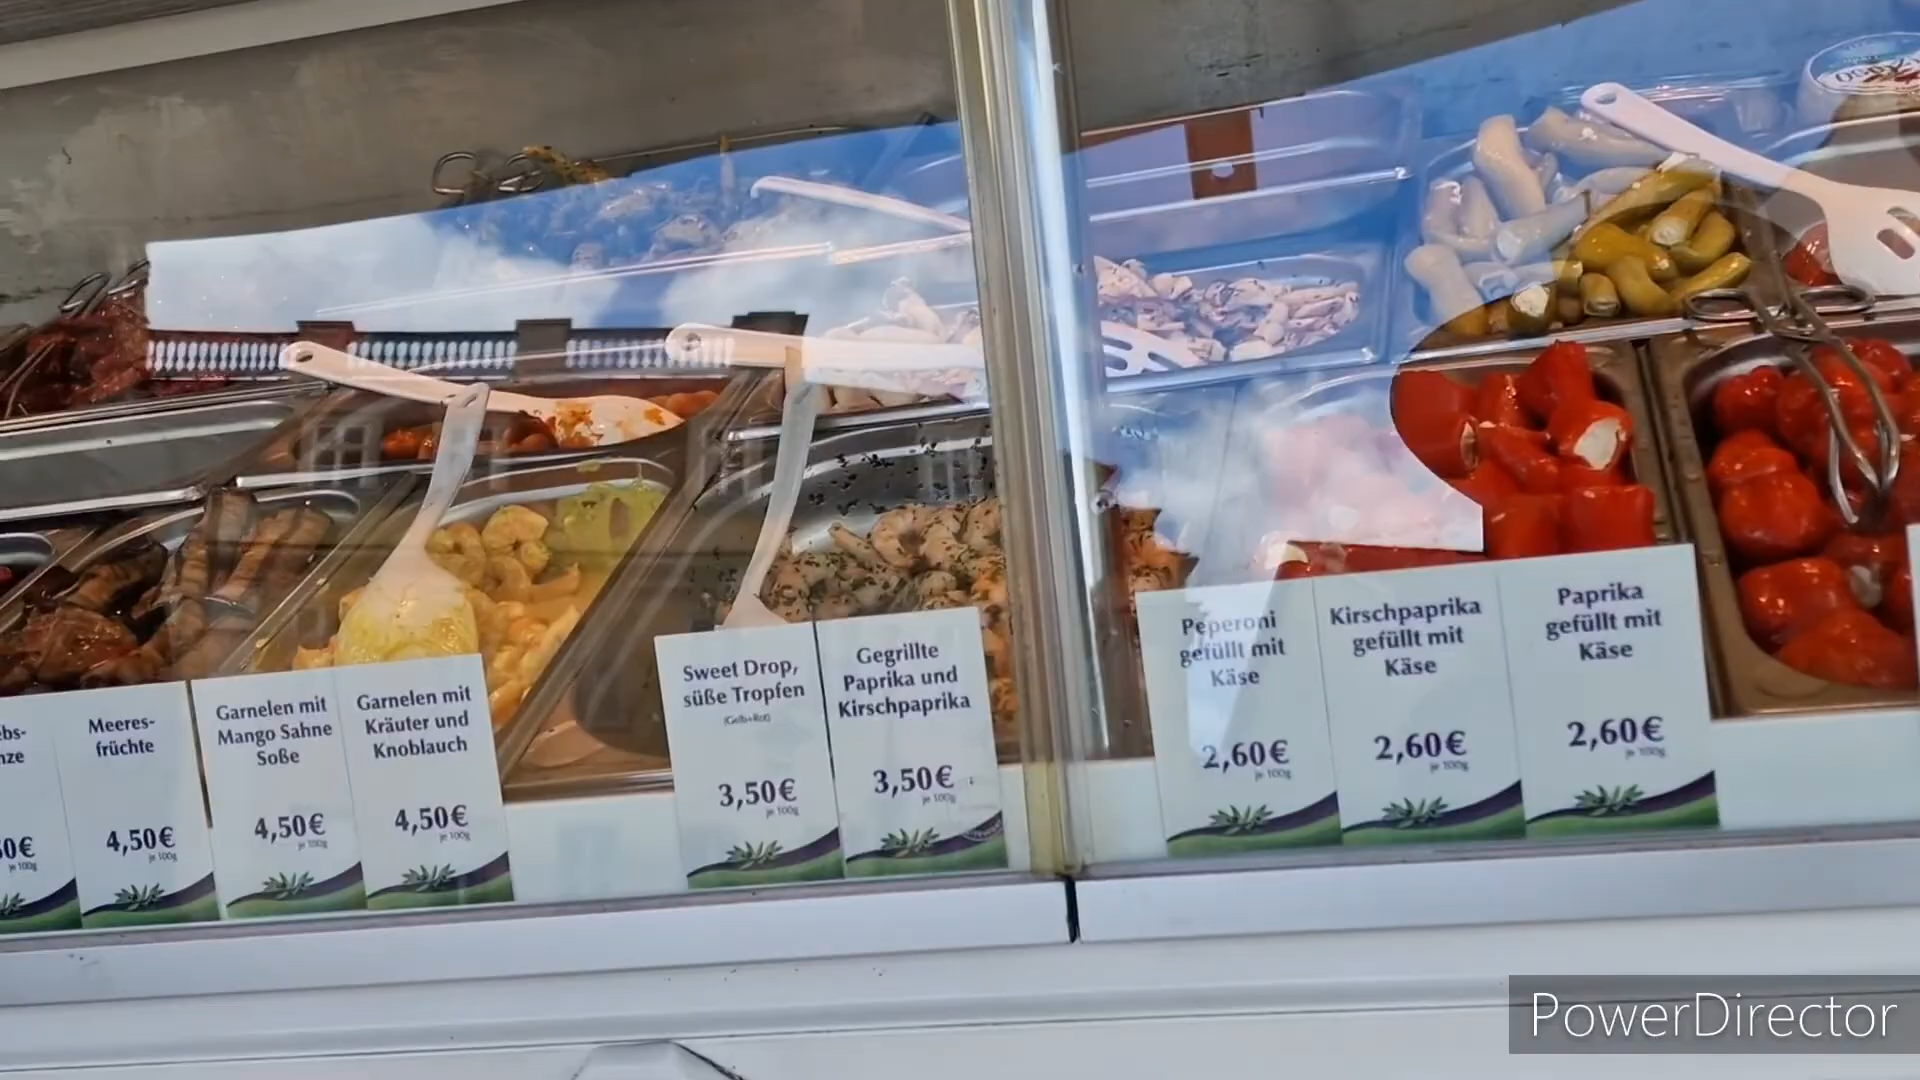 Meeres-
früchte
4,50€
je 100g
Garnelen mit
Mango Sahne
Soße
4,50€
je 100g
Garnelen mit
Kräuter und
Knoblauch
4,50€
je 100g
Sweet Drop,
süße Tropfen
(Gelb+Rot)
3,50€
je 100g
Gegrillte
Paprika und
Kirschpaprika
3,50€
je 100g
Peperoni
gefüllt mit
Käse
2,60€
je 100g
Kirschpaprika
gefüllt mit
Käse
2,60€
je 100g
Paprika
gefüllt mit
Käse
2,60€
je 100g
PowerDirector